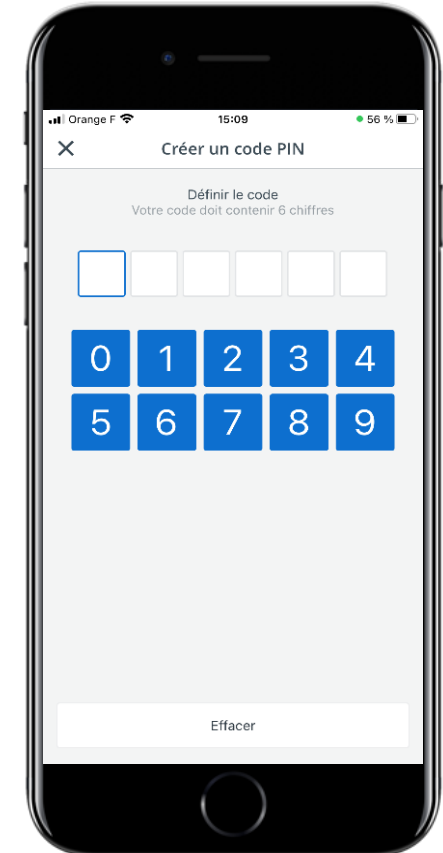 Orange F 15:09 56 %
Créer un code PIN
Définir le code
Votre code doit contenir 6 chiffres
0 1 2 3 4
5 6 7 8 9
Effacer